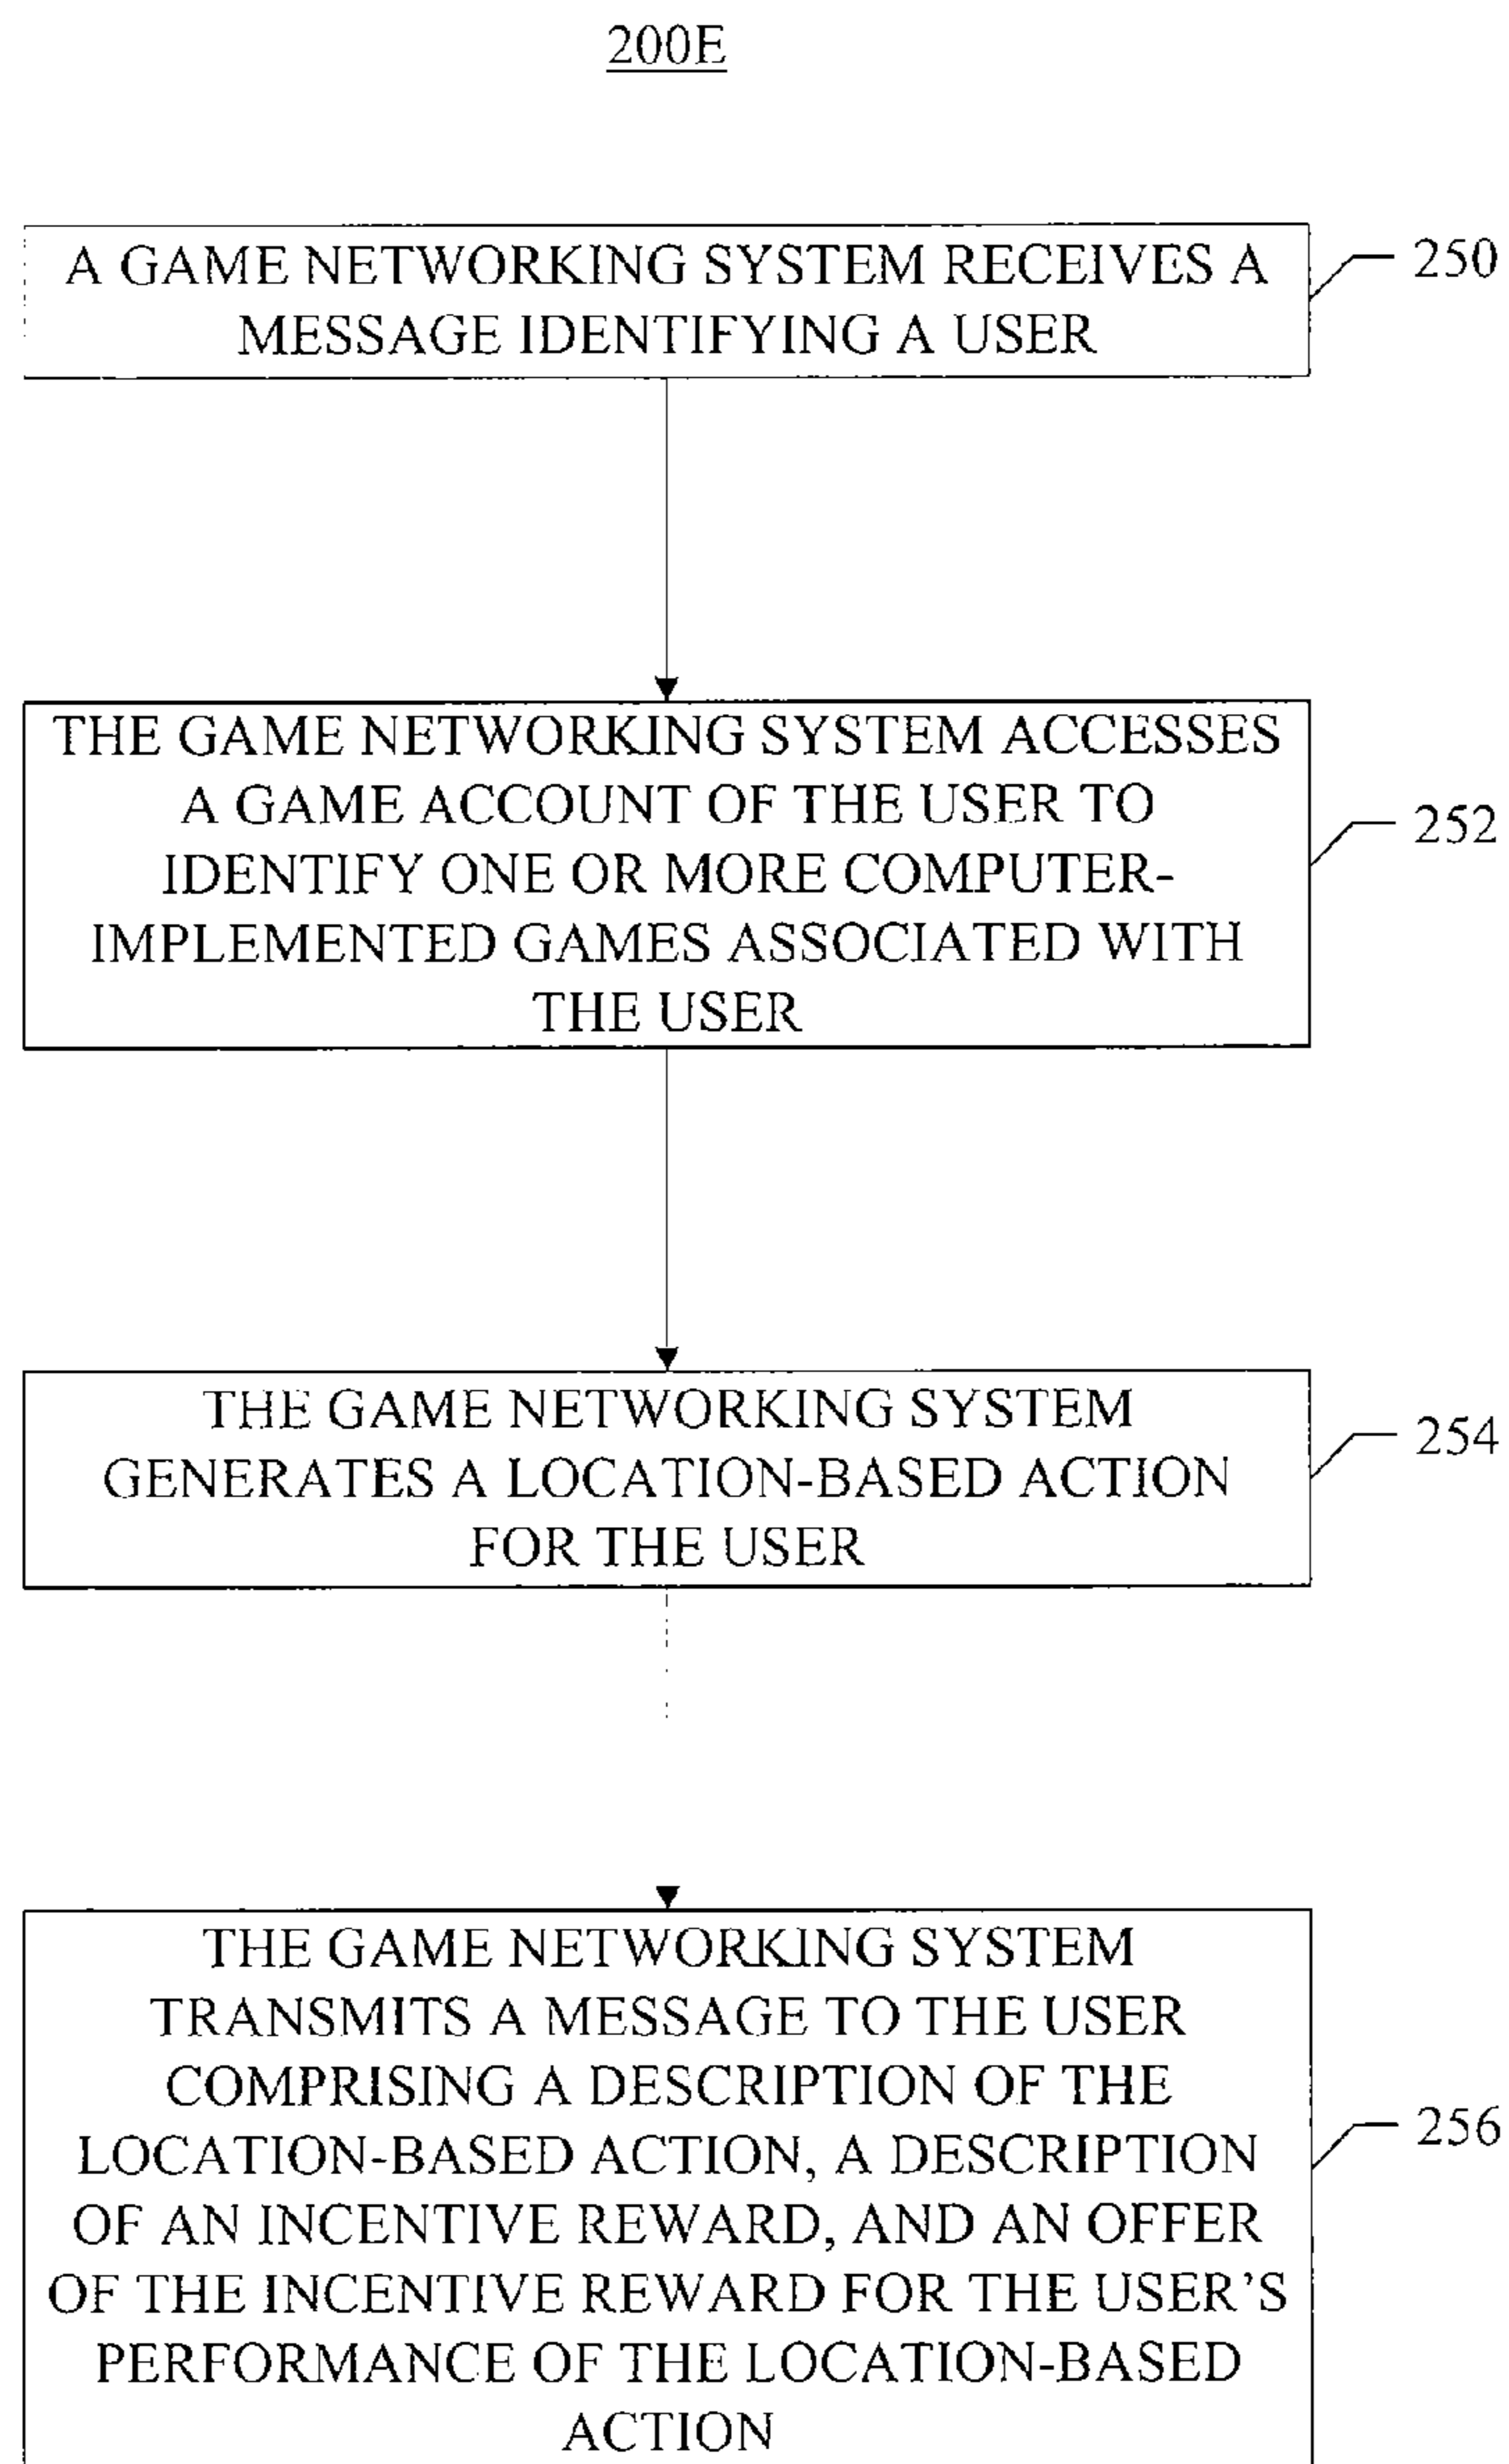 200E
A GAME NETWORKING SYSTEM RECEIVES A
MESSAGE IDENTIFYING A USER
250
THE GAME NETWORKING SYSTEM ACCESSES
A GAME ACCOUNT OF THE USER TO
IDENTIFY ONE OR MORE COMPUTER-
IMPLEMENTED GAMES ASSOCIATED WITH
THE USER
252
THE GAME NETWORKING SYSTEM
GENERATES A LOCATION-BASED ACTION
FOR THE USER
254
THE GAME NETWORKING SYSTEM
TRANSMITS A MESSAGE TO THE USER
COMPRISING A DESCRIPTION OF THE
LOCATION-BASED ACTION, A DESCRIPTION
OF AN INCENTIVE REWARD, AND AN OFFER
OF THE INCENTIVE REWARD FOR THE USER'S
PERFORMANCE OF THE LOCATION-BASED
ACTION
256